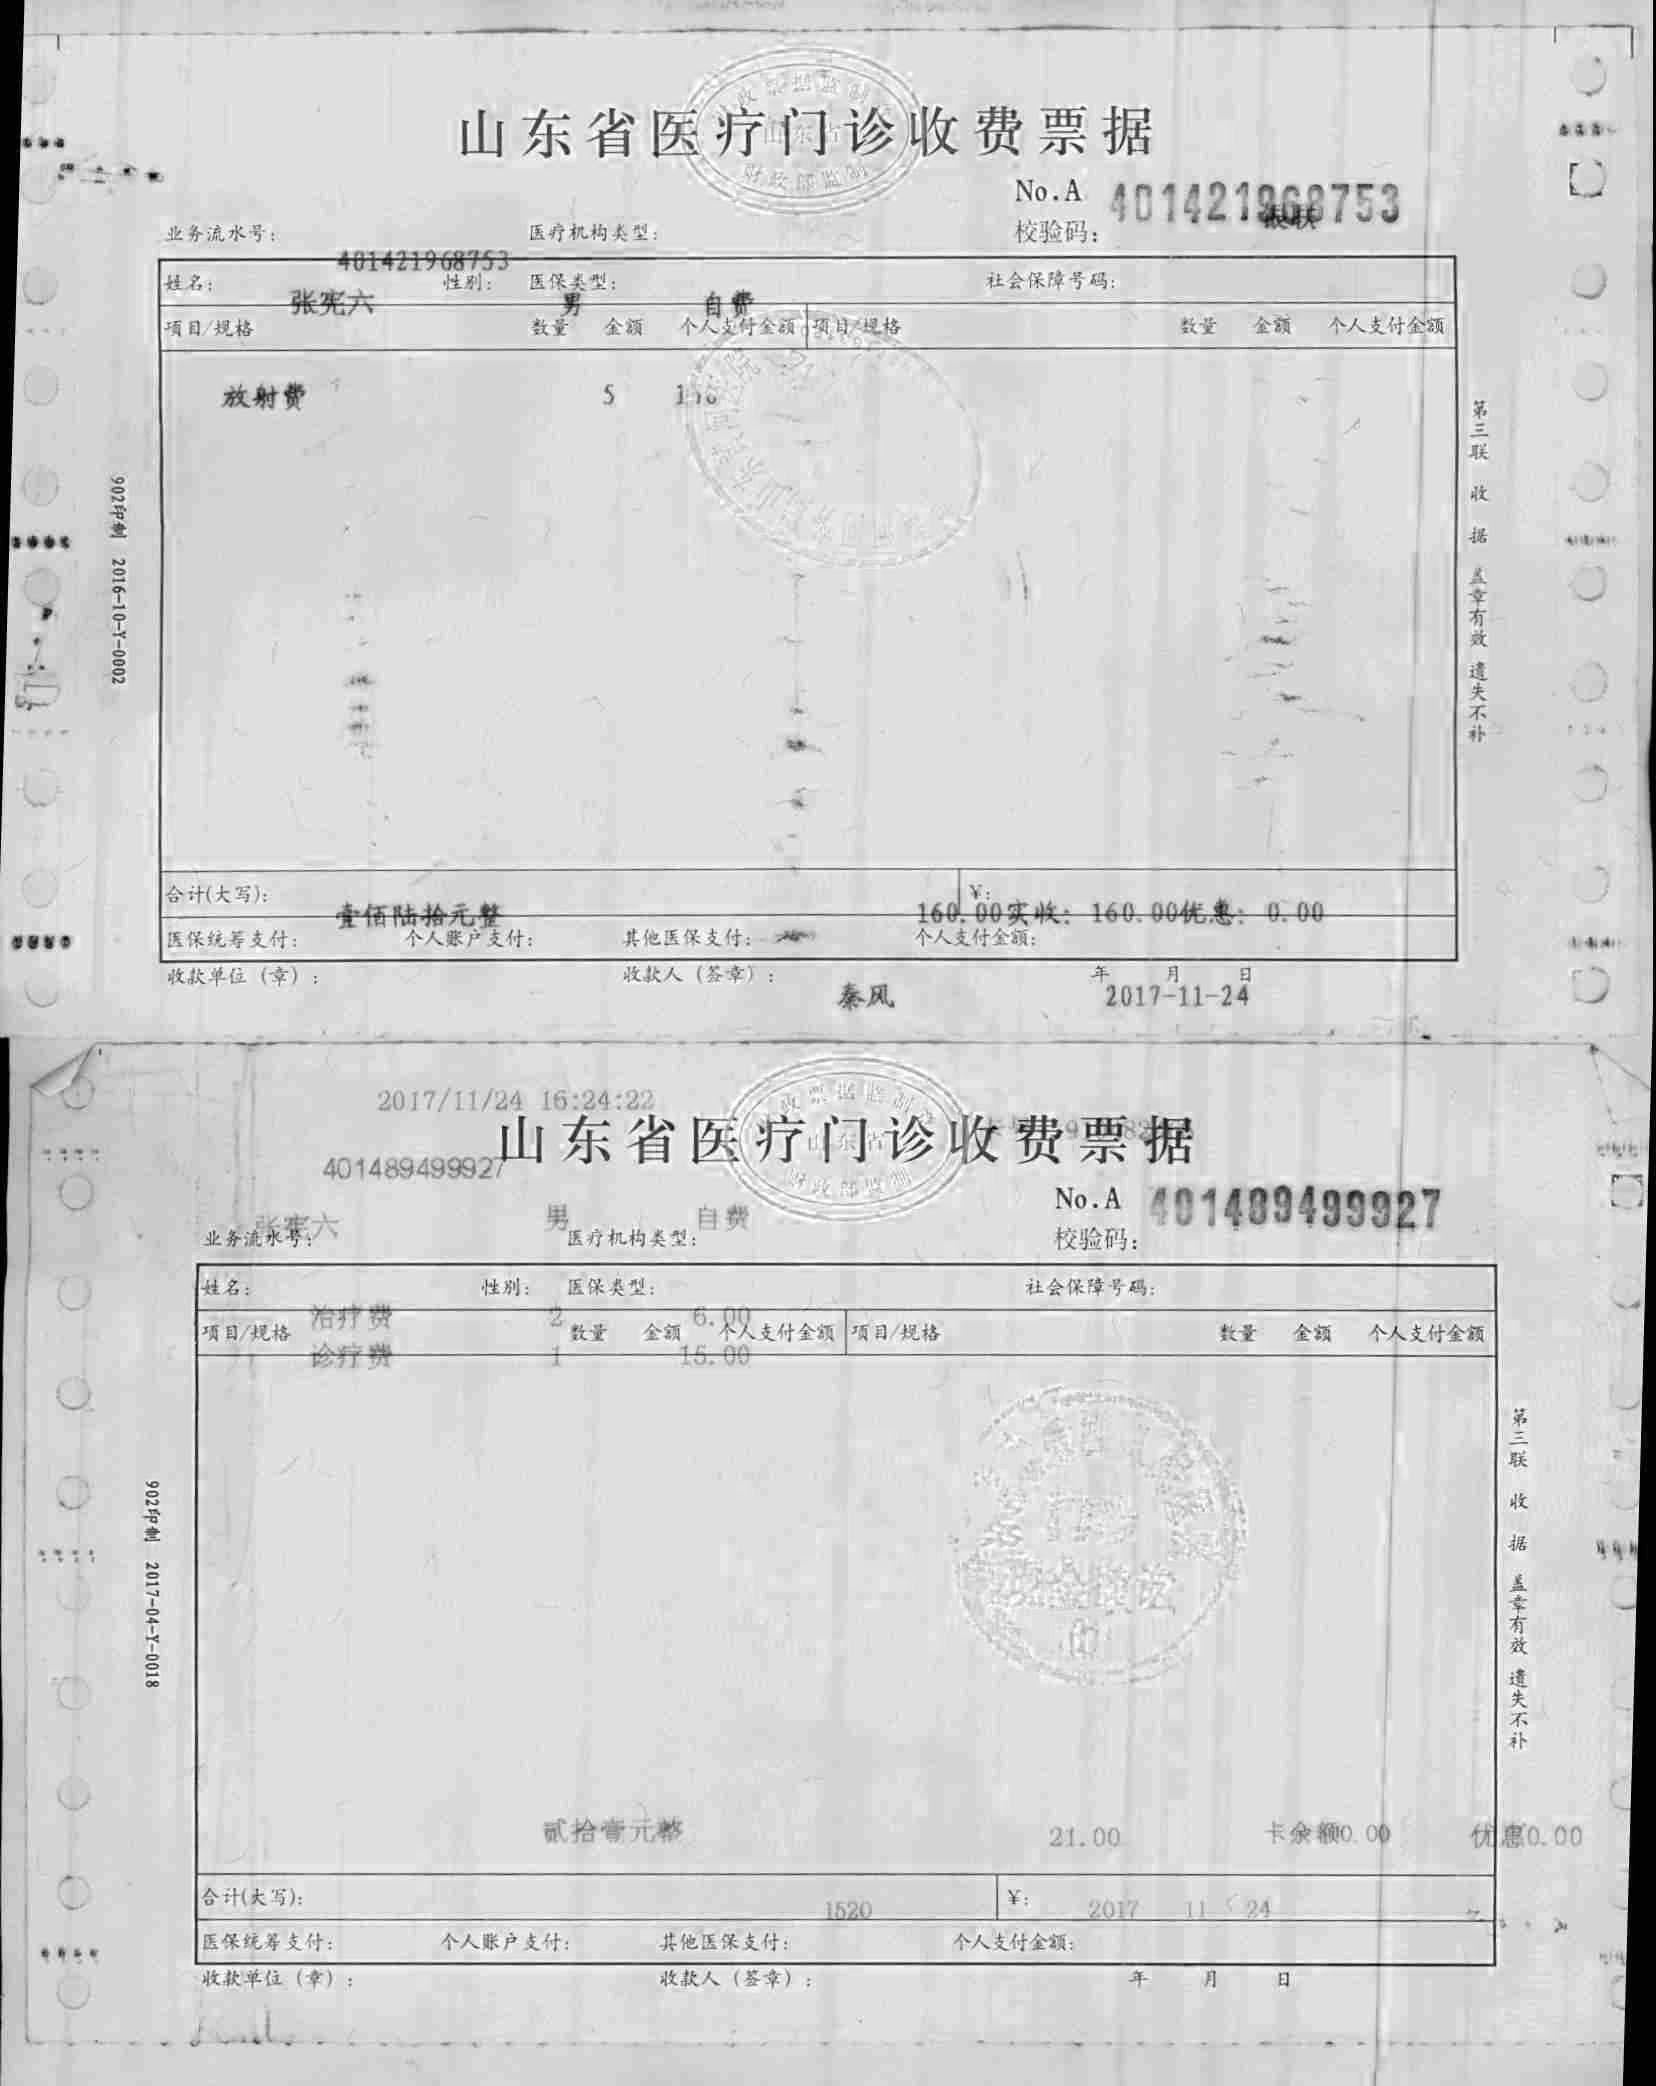 山东省医疗门诊收费票据
No.A 401421968753
业务流水号: 医疗机构类型: 校验码:
401421968753
姓名: 性别: 医保类型: 社会保障号码:
张宪六 男 自费
项目/规格 数量 金额 个人支付金额 项目/规格 数量 金额 个人支付金额
放射费 5
第三联 收据 盖章有效 遗失不补
902印制 2016-10-Y-0002
合计(大写): ¥:
壹佰陆拾元整 160.00实收: 160.00优惠: 0.00
医保统筹支付: 个人账户支付: 其他医保支付: 个人支付金额:
收款单位（章）: 收款人（签章）: 年 月 日
秦风 2017-11-24
2017/11/24 16:24:22
山东省医疗门诊收费票据
401489499927
No.A 401489499927
张宪六 男 自费
业务流水号: 医疗机构类型: 校验码:
姓名: 性别: 医保类型: 社会保障号码:
治疗费 2 6.00
项目/规格 数量 金额 个人支付金额 项目/规格 数量 金额 个人支付金额
诊疗费 1 15.00
第三联 收据 盖章有效 遗失不补
902印制 2017-04-Y-0018
贰拾壹元整 21.00 卡余额0.00 优惠0.00
合计(大写): ¥:
1520 2017 11 24
医保统筹支付: 个人账户支付: 其他医保支付: 个人支付金额:
收款单位（章）: 收款人（签章）: 年 月 日